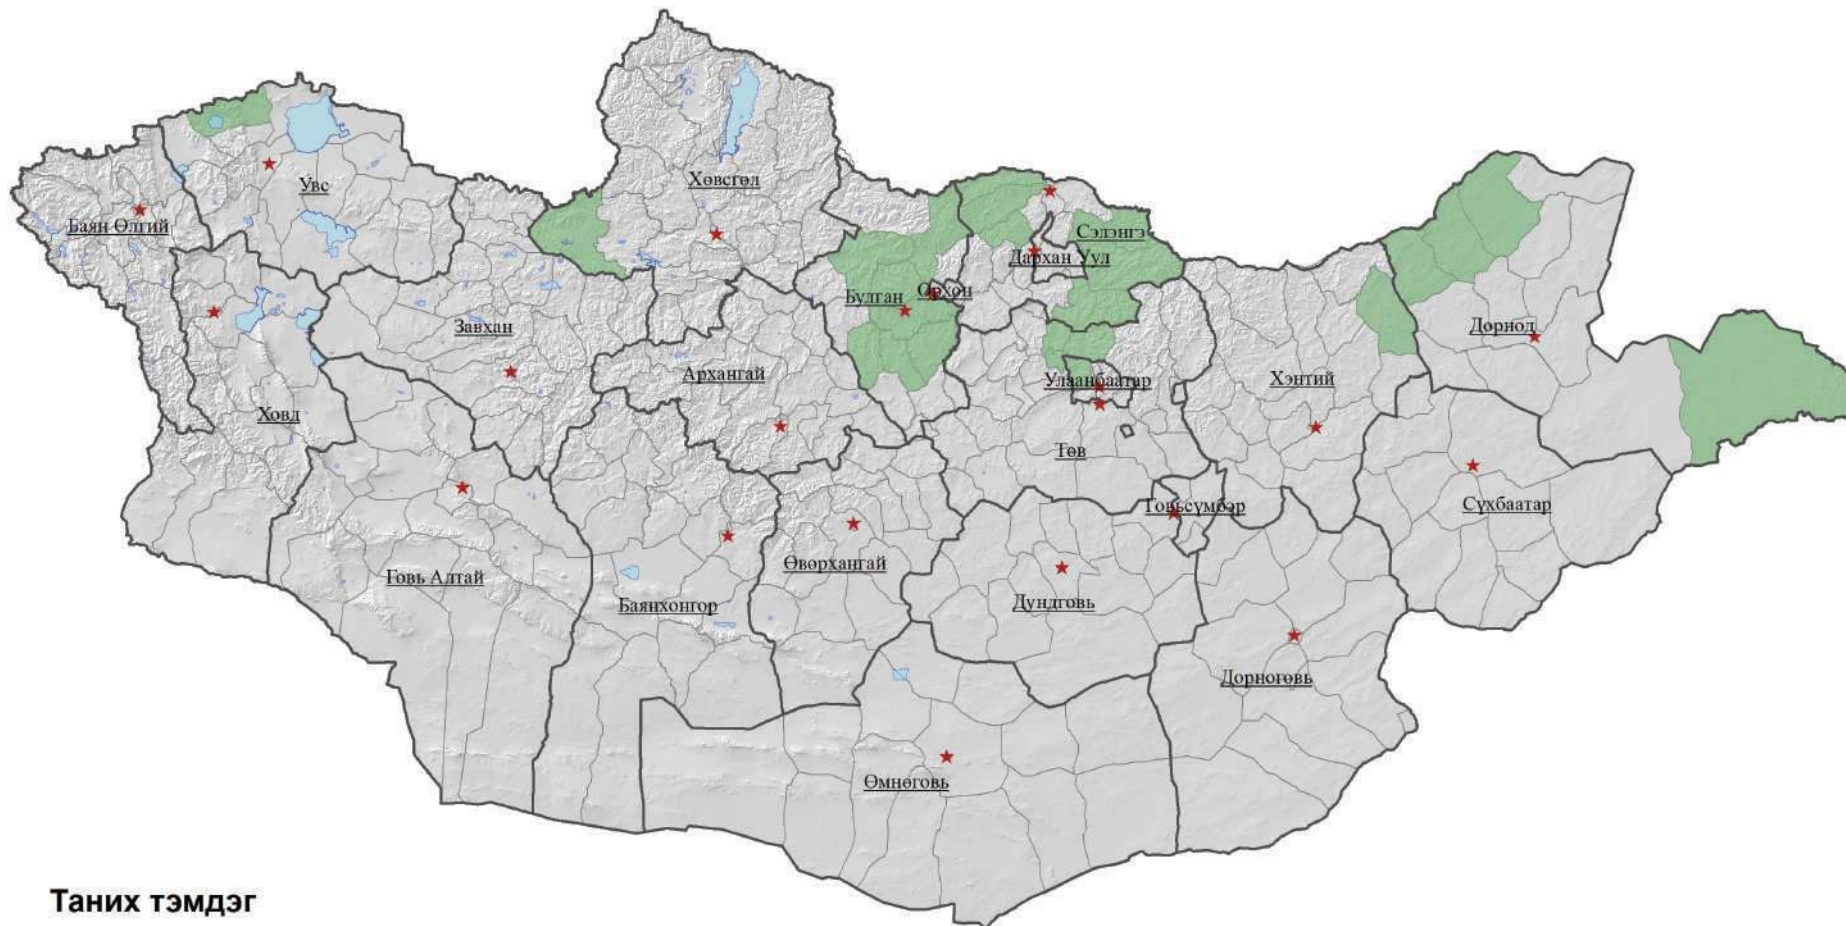 Хөвсгөл
Увс
Баян Өлгий
Сэлэнгэ
Дархан Уул
Орхон
Булган
Завхан
Дорнод
Архангай
Улаанбаатар
Хэнтий
Ховд
Төв
Говьсүмбэр
Сүхбаатар
Өвөрхангай
Говь Алтай
Баянхонгор
Дундговь
Дорноговь
Өмнөговь
Таних тэмдэг